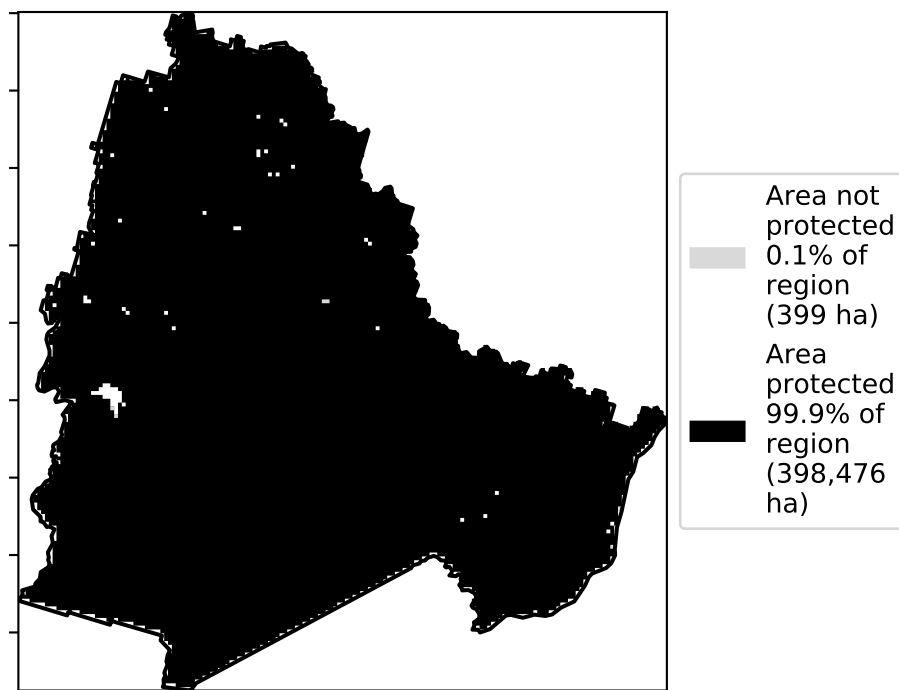 Area not
protected
0.1% of
region
(399 ha)
Area
protected
99.9% of
region
(398,476
ha)